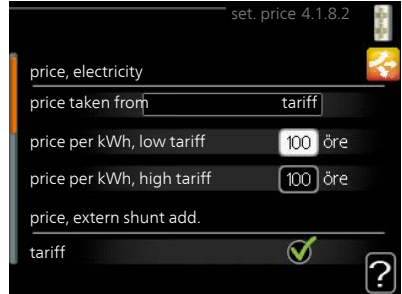 set. price 4.1.8.2
price, electricity
price taken from tariff
price per kWh, low tariff 100 öre
price per kWh, high tariff 100 öre
price, extern shunt add.
tariff
?